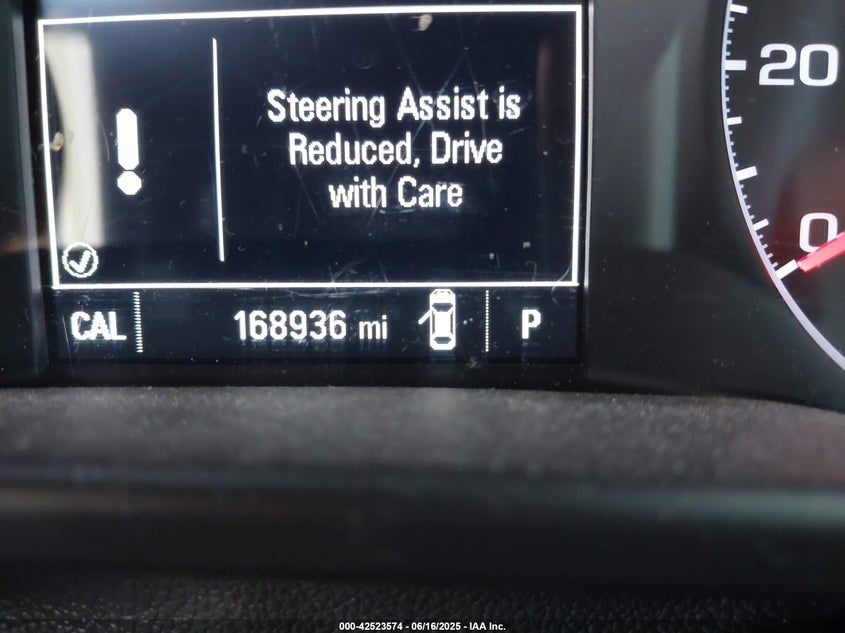 Steering Assist is
Reduced, Drive
with Care
20
0
CAL 168936 mi P
000-42523574 - 06/16/2025 - IAA Inc.